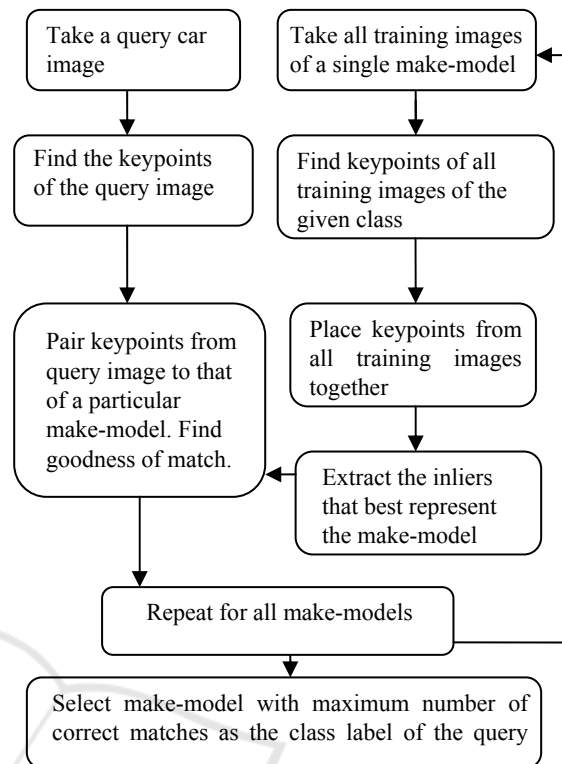 Take a query car
image
Take all training images
of a single make-model
Find the keypoints
of the query image
Find keypoints of all
training images of the
given class
Pair keypoints from
query image to that
of a particular
make-model. Find
goodness of match.
Place keypoints from
all training images
together
Extract the inliers
that best represent
the make-model
Repeat for all make-models
Select make-model with maximum number of
correct matches as the class label of the query